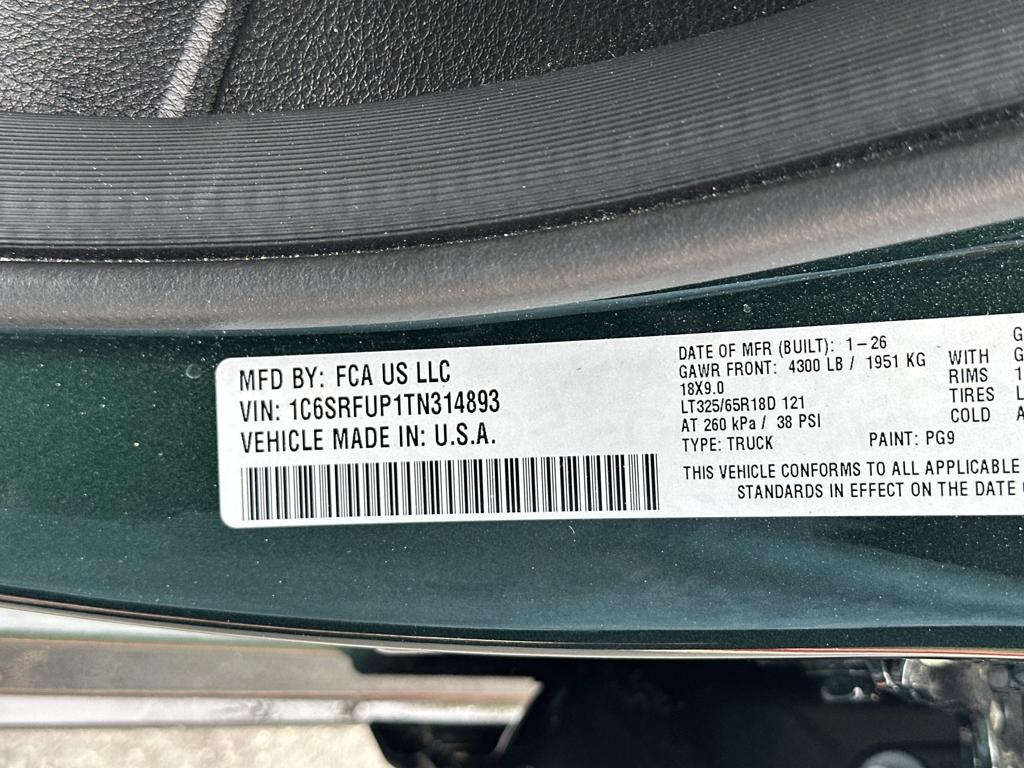 MFD BY: FCA US LLC
VIN: 1C6SRFUP1TN314893
VEHICLE MADE IN: U.S.A.
DATE OF MFR (BUILT): 1-26
GAWR FRONT: 4300 LB / 1951 KG
18X9.0
LT325/65R18D 121
AT 260 kPa / 38 PSI
WITH
RIMS
TIRES
COLD
TYPE: TRUCK PAINT: PG9
THIS VEHICLE CONFORMS TO ALL APPLICABLE
STANDARDS IN EFFECT ON THE DATE